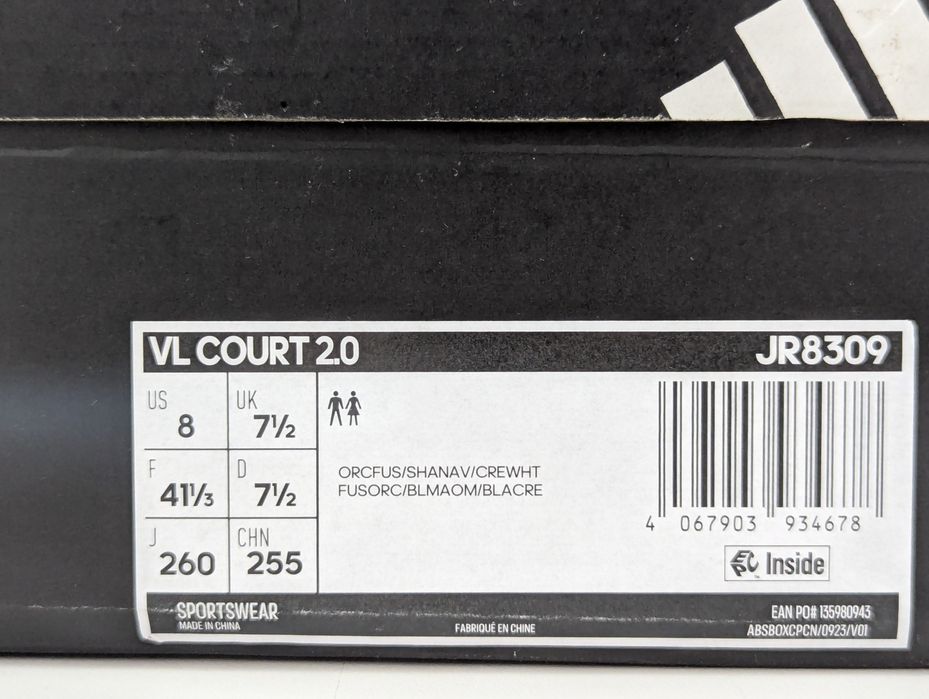 VL COURT 2.0 JR8309
US 8 UK 7½
F 41⅓ D 7½
J 260 CHN 255
ORCFUS/SHANAV/CREWHT
FUSORC/BLMAOM/BLACRE
4 067903 934678
EPC™ Inside
SPORTSWEAR
MADE IN CHINA
FABRIQUÉ EN CHINE
EAN PO# 135980943
ABSBOXCPCN/0923/V01